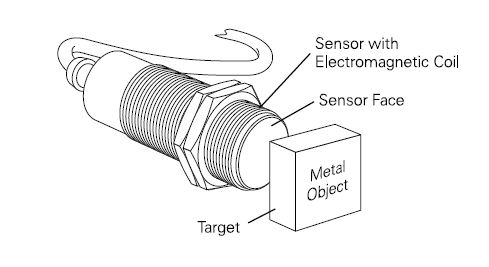 Sensor with
Electromagnetic Coil
Sensor Face
Metal
Object
Target